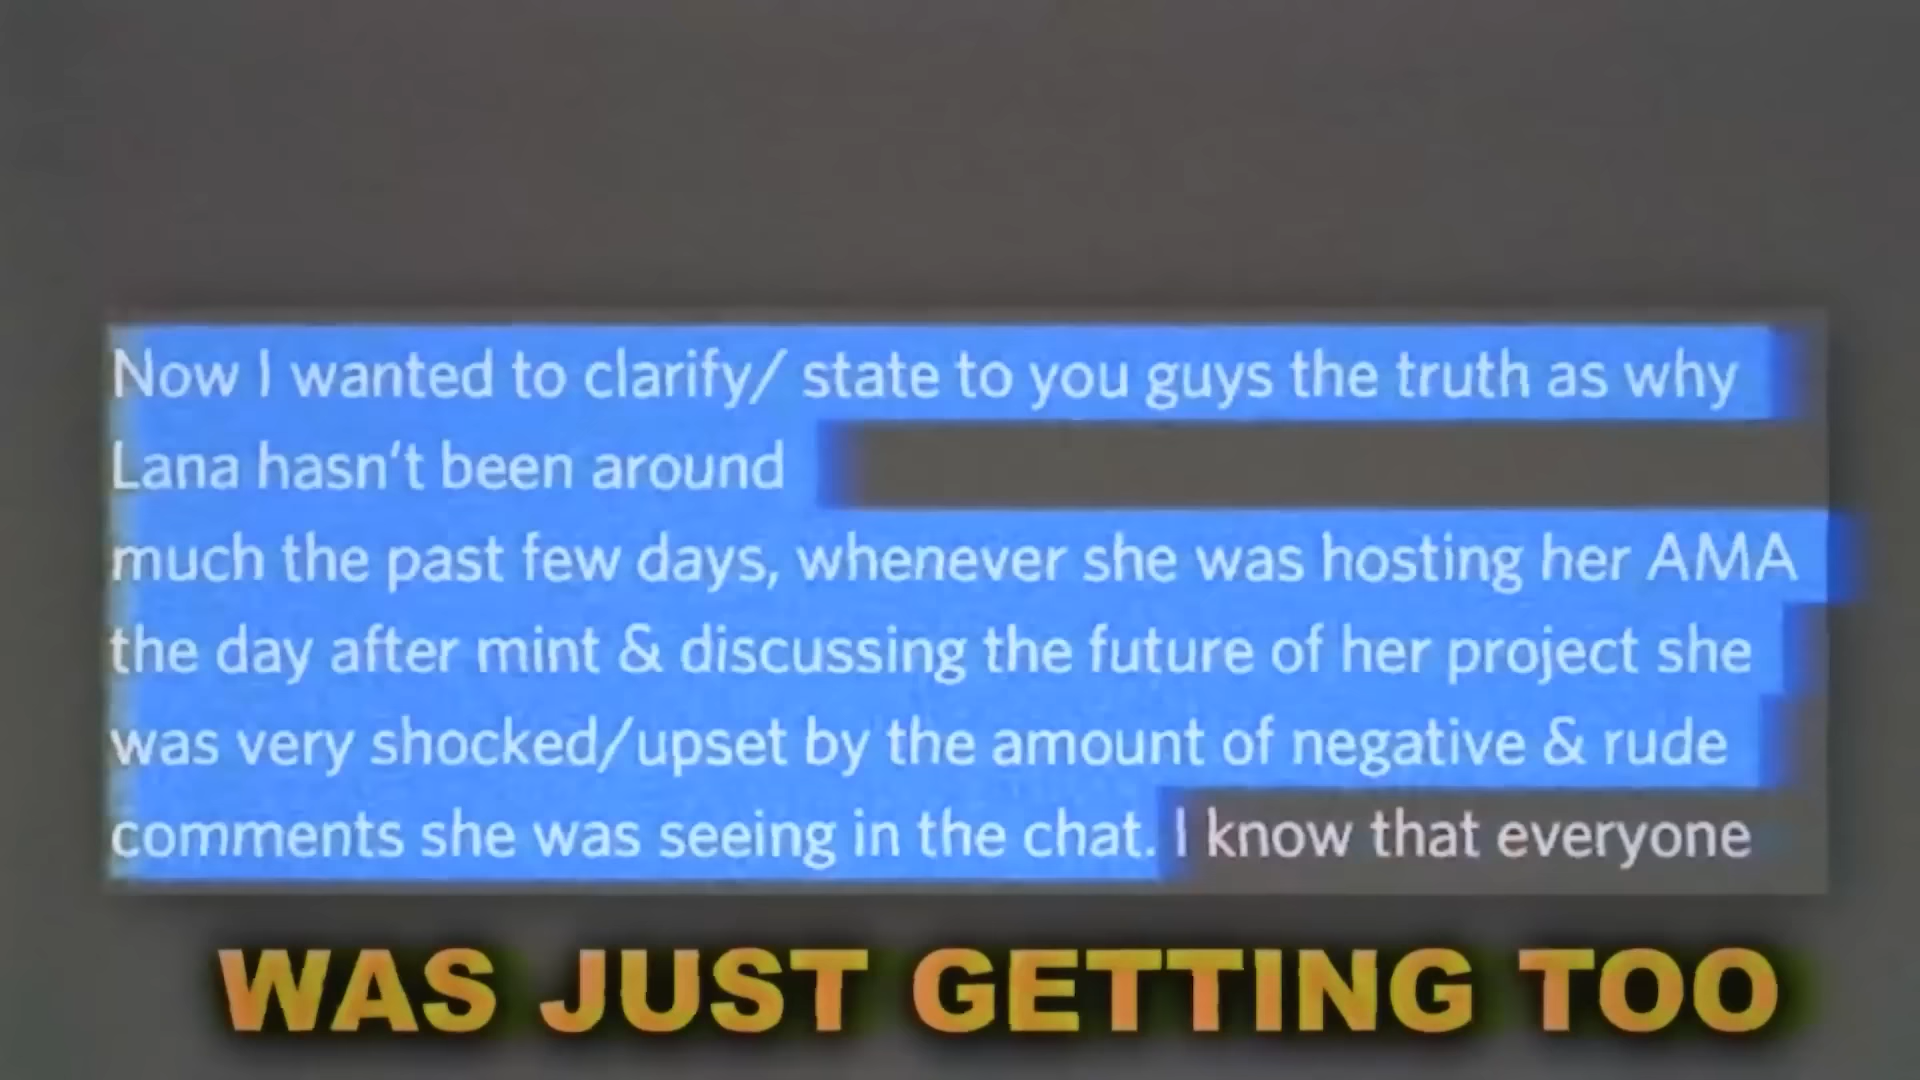 Now I wanted to clarify/ state to you guys the truth as why
Lana hasn't been around
much the past few days, whenever she was hosting her AMA
the day after mint & discussing the future of her project she
was very shocked/upset by the amount of negative & rude
comments she was seeing in the chat. I know that everyone
WAS JUST GETTING TOO